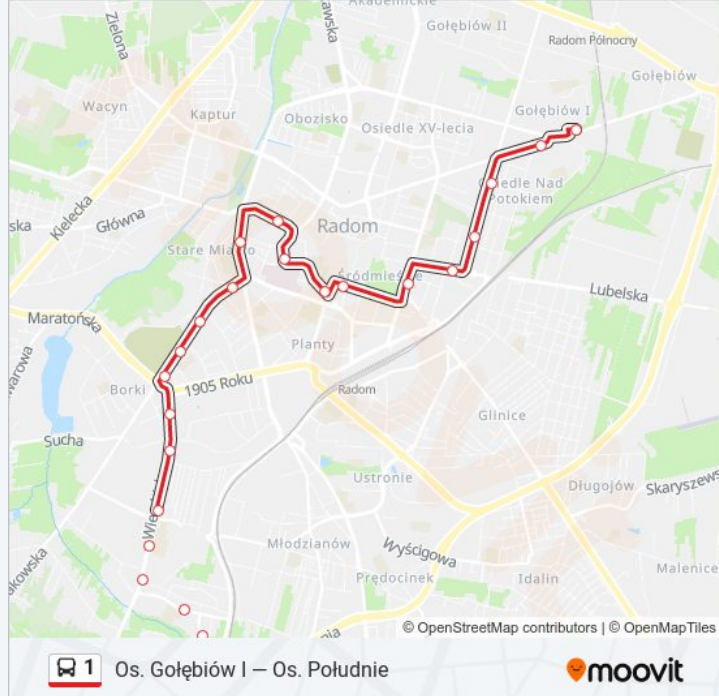 Zielona
Akademickie
Gołębiów II
Radom Północny
Gołębiów
Wacyn
Kaptur
Obozisko
Osiedle XV-lecia
Gołębiów I
Kielecka
Główna
Radom
Osiedle Nad
Potokiem
Stare Miasto
Śródmieście
Lubelska
Maratońska
Planty
Borki
1905 Roku
Radom
Glinice
Sucha
Ustronie
Długojów
Skaryszews
Młodzianów
Wyścigowa
Prędocinek
Idalin
Malenice
© OpenStreetMap contributors | © OpenMapTiles
1 Os. Gołębiów I — Os. Południe
moovit